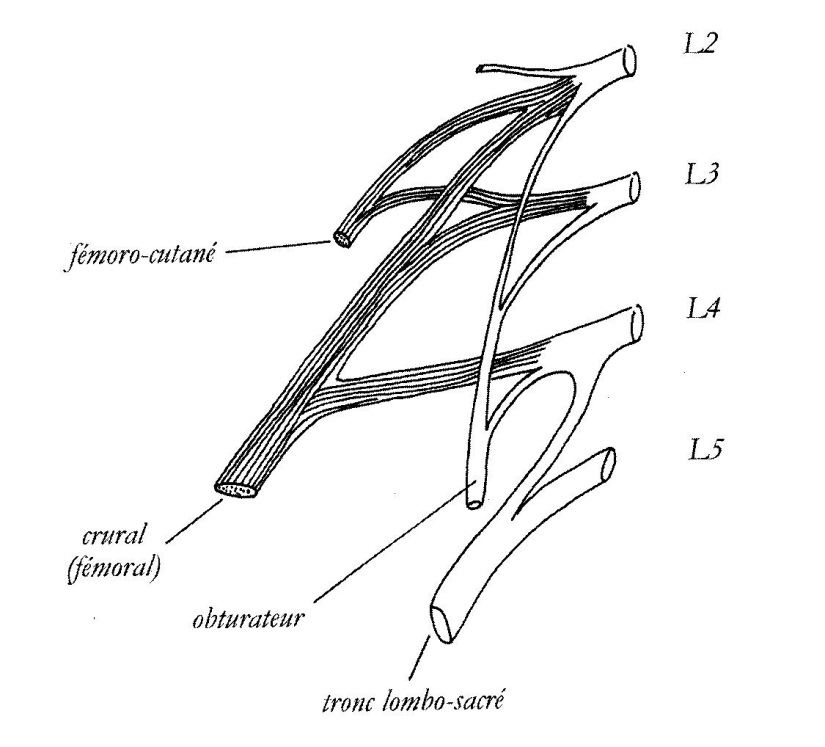 L2
L3
fémoro-cutané
L4
L5
crural
(fémoral)
obturateur
tronc lombo-sacré